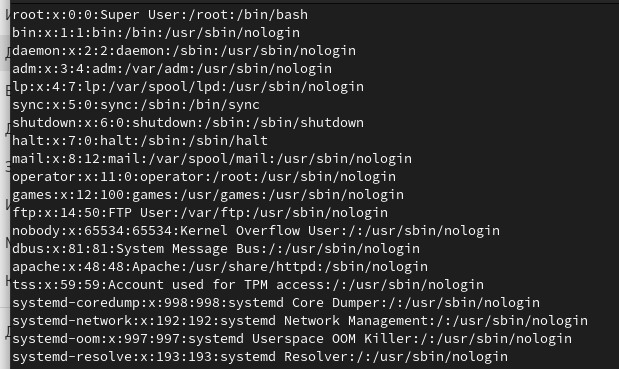 root:x:0:0:Super User:/root:/bin/bash
bin:x:1:1:bin:/bin:/usr/sbin/nologin
daemon:x:2:2:daemon:/sbin:/usr/sbin/nologin
adm:x:3:4:adm:/var/adm:/usr/sbin/nologin
lp:x:4:7:lp:/var/spool/lpd:/usr/sbin/nologin
sync:x:5:0:sync:/sbin:/bin/sync
shutdown:x:6:0:shutdown:/sbin:/sbin/shutdown
halt:x:7:0:halt:/sbin:/sbin/halt
mail:x:8:12:mail:/var/spool/mail:/usr/sbin/nologin
operator:x:11:0:operator:/root:/usr/sbin/nologin
games:x:12:100:games:/usr/games:/usr/sbin/nologin
ftp:x:14:50:FTP User:/var/ftp:/usr/sbin/nologin
nobody:x:65534:65534:Kernel Overflow User:/:/usr/sbin/nologin
dbus:x:81:81:System Message Bus:/:/usr/sbin/nologin
apache:x:48:48:Apache:/usr/share/httpd:/sbin/nologin
tss:x:59:59:Account used for TPM access:/:/usr/sbin/nologin
systemd-coredump:x:998:998:systemd Core Dumper:/:/usr/sbin/nologin
systemd-network:x:192:192:systemd Network Management:/:/usr/sbin/nologin
systemd-oom:x:997:997:systemd Userspace OOM Killer:/:/usr/sbin/nologin
systemd-resolve:x:193:193:systemd Resolver:/:/usr/sbin/nologin